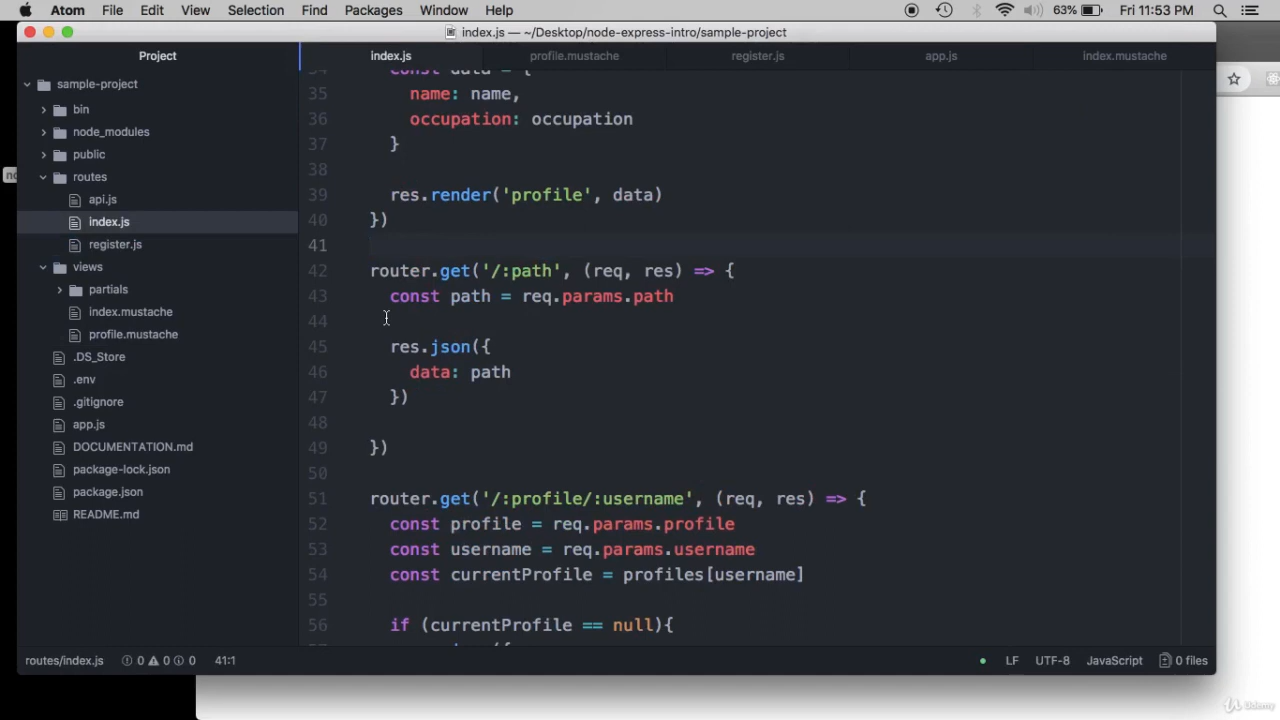 Atom File Edit View Selection Find Packages Window Help 63% Fri 11:53 PM
index.js — ~/Desktop/node-express-intro/sample-project
Project index.js profile.mustache register.js app.js index.mustache
sample-project
bin
node_modules
public
routes
api.js
index.js
register.js
views
partials
index.mustache
profile.mustache
.DS_Store
.env
.gitignore
app.js
DOCUMENTATION.md
package-lock.json
package.json
README.md
34 const data = {
35 name: name,
36 occupation: occupation
37 }
38
39 res.render('profile', data)
40 })
41
42 router.get('/:path', (req, res) => {
43 const path = req.params.path
44
45 res.json({
46 data: path
47 })
48
49 })
50
51 router.get('/:profile/:username', (req, res) => {
52 const profile = req.params.profile
53 const username = req.params.username
54 const currentProfile = profiles[username]
55
56 if (currentProfile == null){
routes/index.js 0 0 0 41:1 LF UTF-8 JavaScript 0 files
Udemy